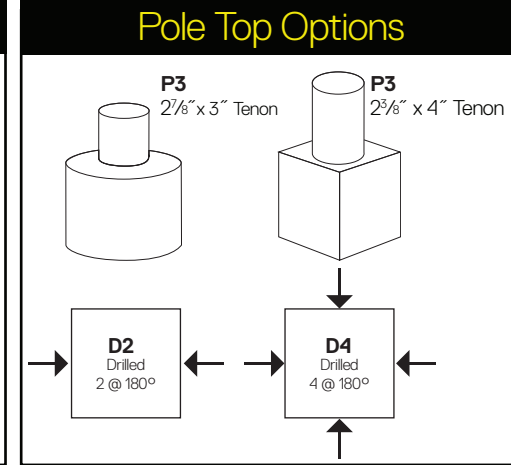 Pole Top Options
P3
2⅞˝x 3˝ Tenon
P3
2⅜˝ x 4˝ Tenon
D2
Drilled
2 @ 180°
D4
Drilled
4 @ 180°